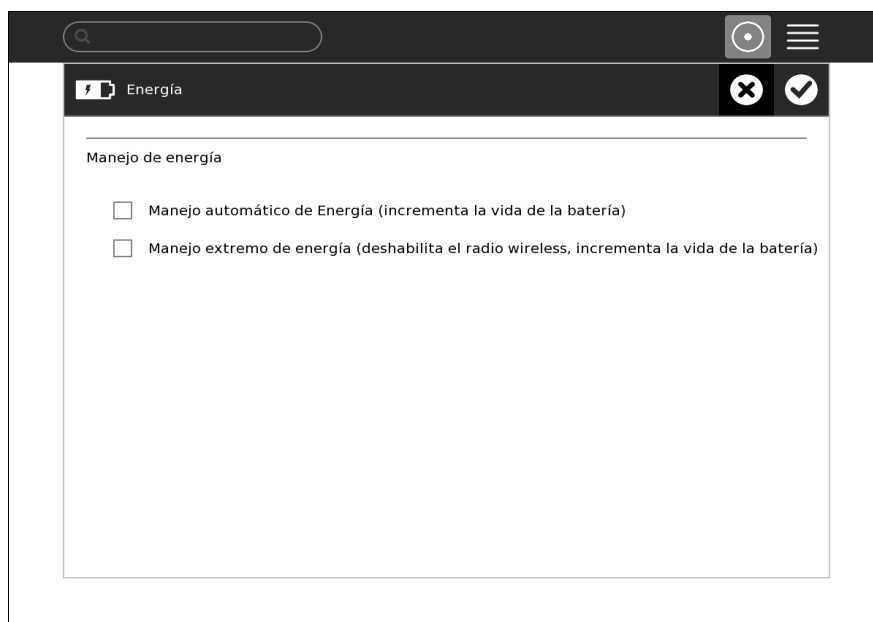 Energía
Manejo de energía
Manejo automático de Energía (incrementa la vida de la batería)
Manejo extremo de energía (deshabilita el radio wireless, incrementa la vida de la batería)